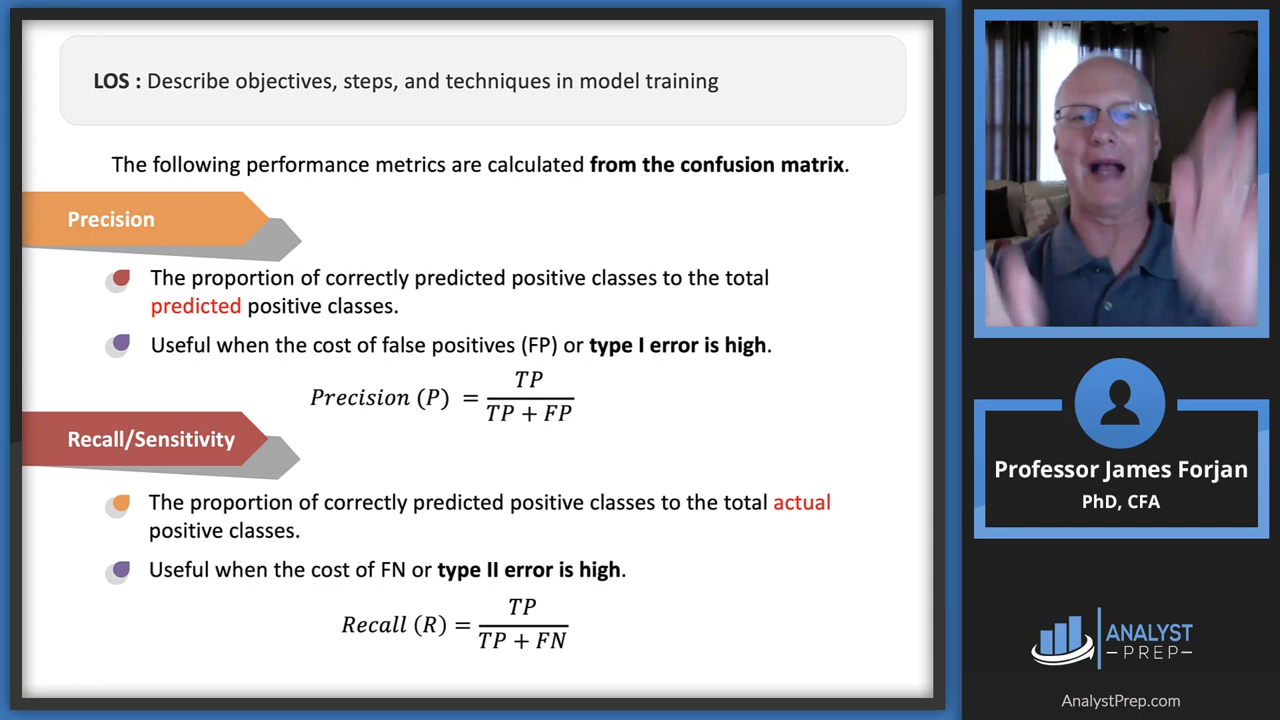 LOS : Describe objectives, steps, and techniques in model training
The following performance metrics are calculated from the confusion matrix.
Precision
The proportion of correctly predicted positive classes to the total
predicted positive classes.
Useful when the cost of false positives (FP) or type I error is high.
Precision (P) = TP / TP + FP
Recall/Sensitivity
The proportion of correctly predicted positive classes to the total actual
positive classes.
Useful when the cost of FN or type II error is high.
Recall (R) = TP / TP + FN
Professor James Forjan
PhD, CFA
ANALYST
PREP
AnalystPrep.com